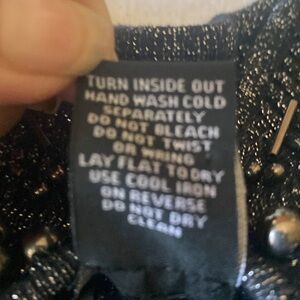 TURN INSIDE OUT
HAND WASH COLD
SEPARATELY
DO NOT BLEACH
DO NOT TWIST
OR WRING
LAY FLAT TO DRY
USE COOL IRON
ON REVERSE
DO NOT DRY
CLEAN